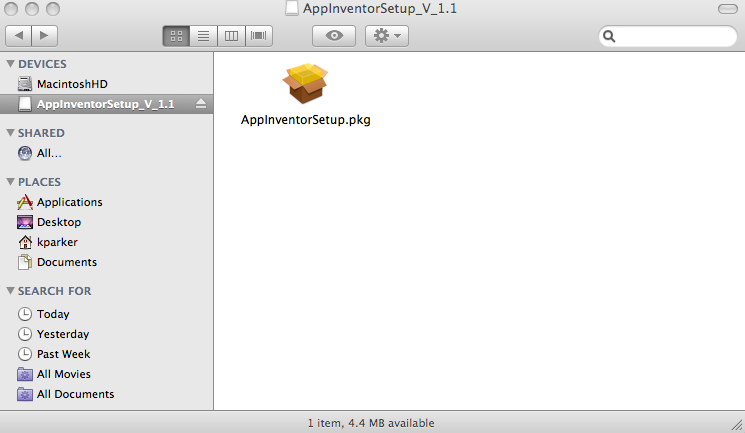 AppInventorSetup_V_1.1
DEVICES
MacintoshHD
AppInventorSetup_V_1.1
SHARED
All...
PLACES
Applications
Desktop
kparker
Documents
SEARCH FOR
Today
Yesterday
Past Week
All Movies
All Documents
AppInventorSetup.pkg
1 item, 4.4 MB available